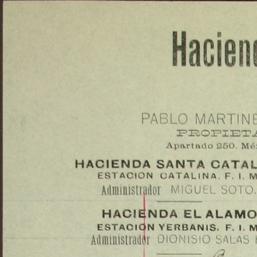 Hacien
PABLO MARTINE
PROPIETA
Apartado 250. Mé
HACIENDA SANTA CATAL
ESTACION CATALINA. F. I. M
Administrador MIGUEL SOTO.
HACIENDA EL ALAMO
ESTACION YERBANIS. F. I. M
Administrador DIONISIO SALAS